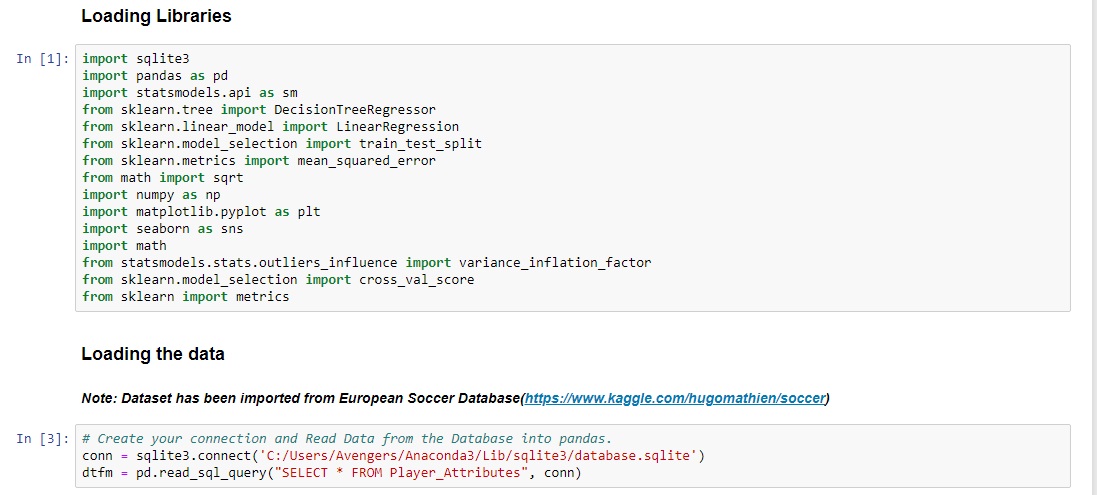 Loading Libraries
In [1]: import sqlite3
import pandas as pd
import statsmodels.api as sm
from sklearn.tree import DecisionTreeRegressor
from sklearn.linear_model import LinearRegression
from sklearn.model_selection import train_test_split
from sklearn.metrics import mean_squared_error
from math import sqrt
import numpy as np
import matplotlib.pyplot as plt
import seaborn as sns
import math
from statsmodels.stats.outliers_influence import variance_inflation_factor
from sklearn.model_selection import cross_val_score
from sklearn import metrics
Loading the data
Note: Dataset has been imported from European Soccer Database(https://www.kaggle.com/hugomathien/soccer)
In [3]: # Create your connection and Read Data from the Database into pandas.
conn = sqlite3.connect('C:/Users/Avengers/Anaconda3/Lib/sqlite3/database.sqlite')
dtfm = pd.read_sql_query("SELECT * FROM Player_Attributes", conn)